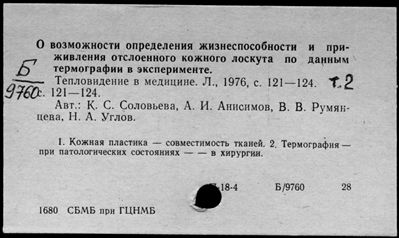 О возможности определения жизнеспособности и при-
живления отслоенного кожного лоскута по данным
термографии в эксперименте.
Б
9760
Тепловидение в медицине. Л., 1976, с. 121—124. т. 2
с. 121—124.
Авт.: К. С. Соловьева, А. И. Анисимов, В. В. Румян-
цева, Н. А. Углов.
1. Кожная пластика — совместимость тканей. 2. Термография —
при патологических состояниях — — в хирургии.
-18-4 Б/9760 28
1680 СБМБ при ГЦНМБ